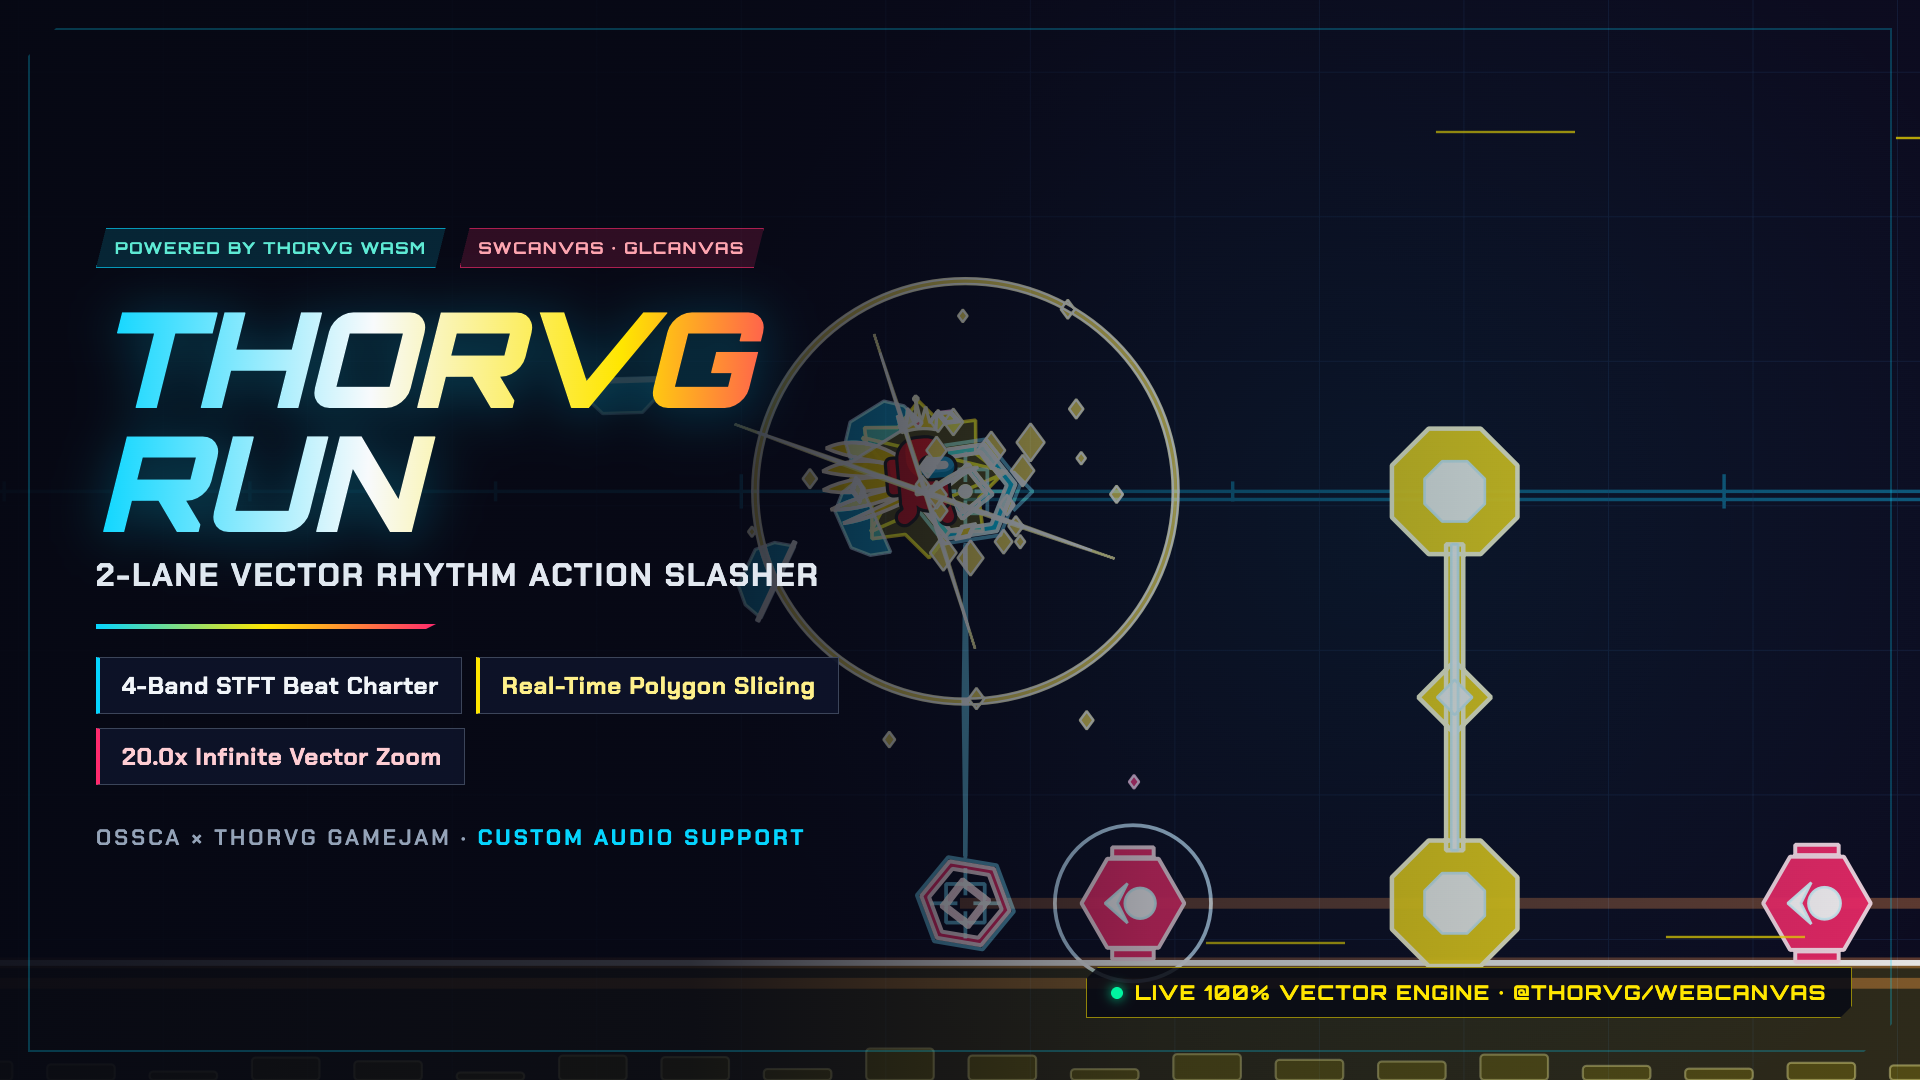 POWERED BY THORVG WASM
SWCANVAS · GLCANVAS
THORVG
RUN
2-LANE VECTOR RHYTHM ACTION SLASHER
4-Band STFT Beat Charter
Real-Time Polygon Slicing
20.0x Infinite Vector Zoom
OSSCA × THORVG GAMEJAM · CUSTOM AUDIO SUPPORT
LIVE 100% VECTOR ENGINE · @THORVG/WEBCANVAS